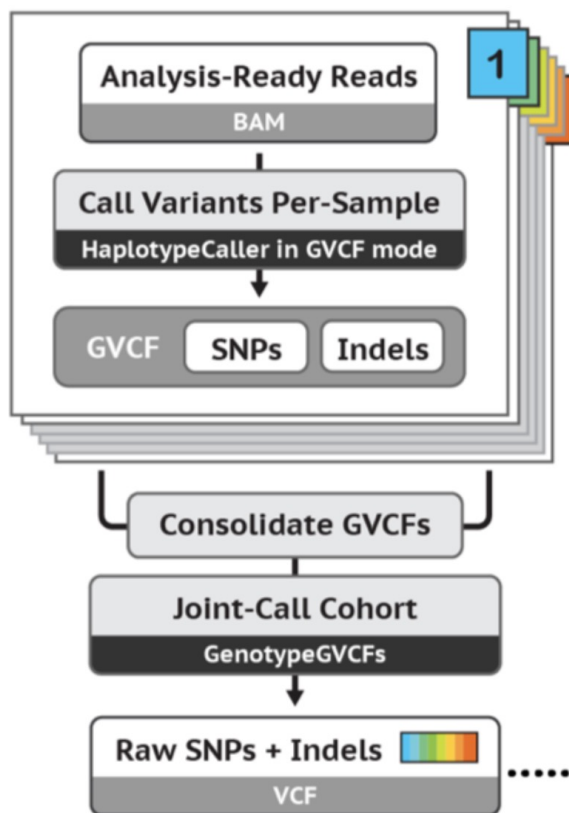 1
Analysis-Ready Reads
BAM
Call Variants Per-Sample
HaplotypeCaller in GVCF mode
GVCF SNPs Indels
Consolidate GVCFs
Joint-Call Cohort
GenotypeGVCFs
Raw SNPs + Indels
VCF